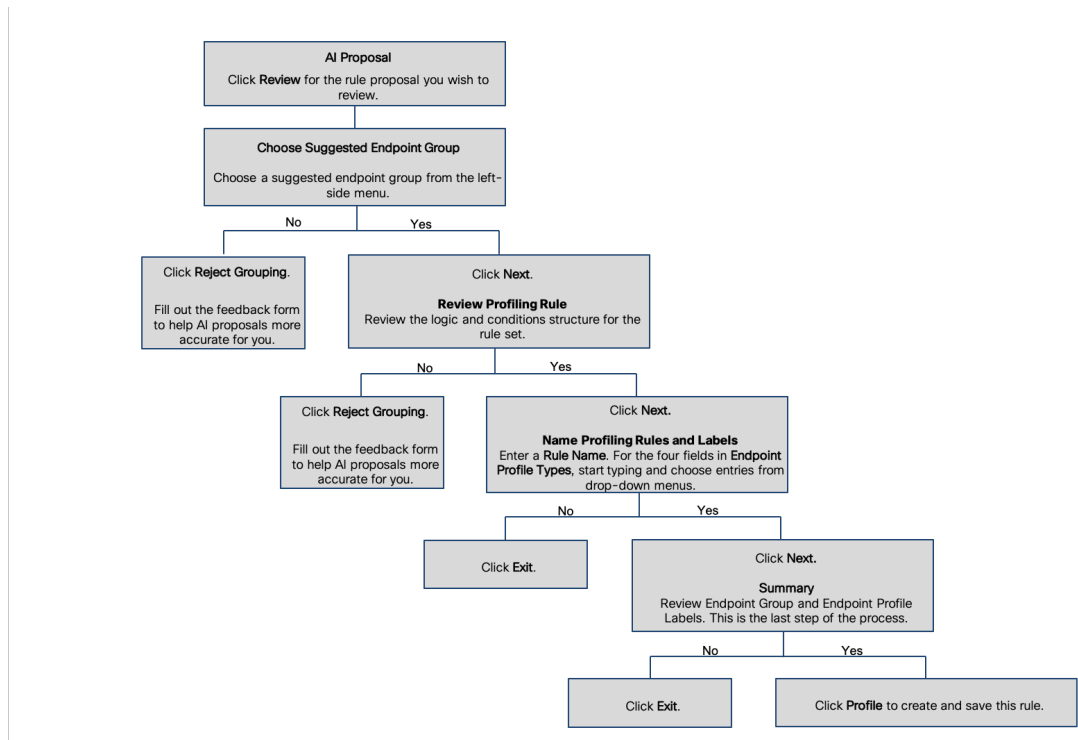 AI Proposal
Click Review for the rule proposal you wish to
review.
Choose Suggested Endpoint Group
Choose a suggested endpoint group from the left-
side menu.
No
Yes
Click Reject Grouping.
Fill out the feedback form
to help AI proposals more
accurate for you.
Click Next.
Review Profiling Rule
Review the logic and conditions structure for the
rule set.
No
Yes
Click Reject Grouping.
Fill out the feedback form
to help AI proposals more
accurate for you.
Click Next.
Name Profiling Rules and Labels
Enter a Rule Name. For the four fields in Endpoint
Profile Types, start typing and choose entries from
drop-down menus.
No
Yes
Click Exit.
Click Next.
Summary
Review Endpoint Group and Endpoint Profile
Labels. This is the last step of the process.
No
Yes
Click Exit.
Click Profile to create and save this rule.